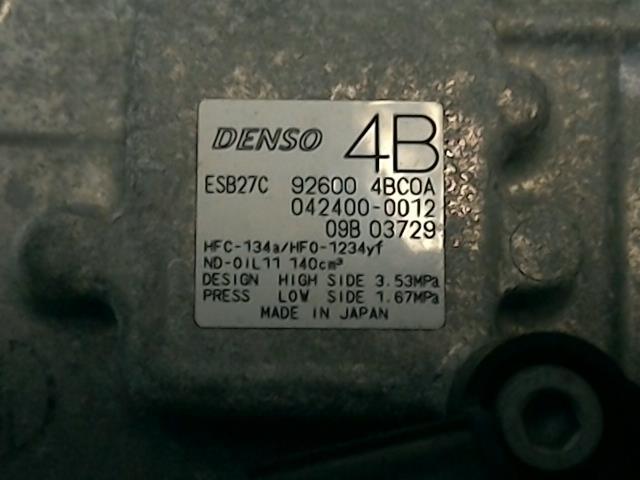 DENSO 4B
ESB27C 92600 4BC0A
042400-0012
09B 03729
HFC-134a/HFO-1234yf
ND-OIL11 140cm³
DESIGN HIGH SIDE 3.53MPa
PRESS LOW SIDE 1.67MPa
MADE IN JAPAN